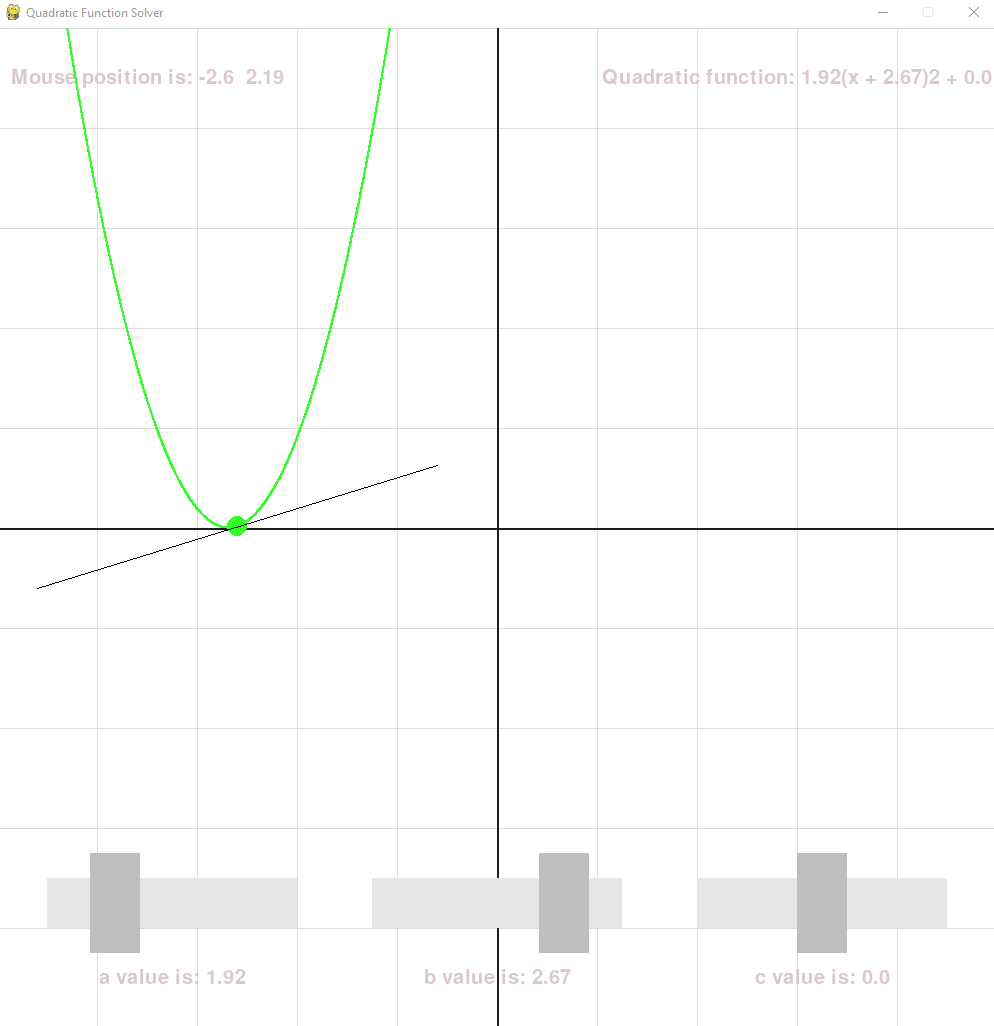 Quadratic Function Solver
Mouse position is: -2.6  2.19
Quadratic function: 1.92(x + 2.67)2 + 0.0
a value is: 1.92
b value is: 2.67
c value is: 0.0